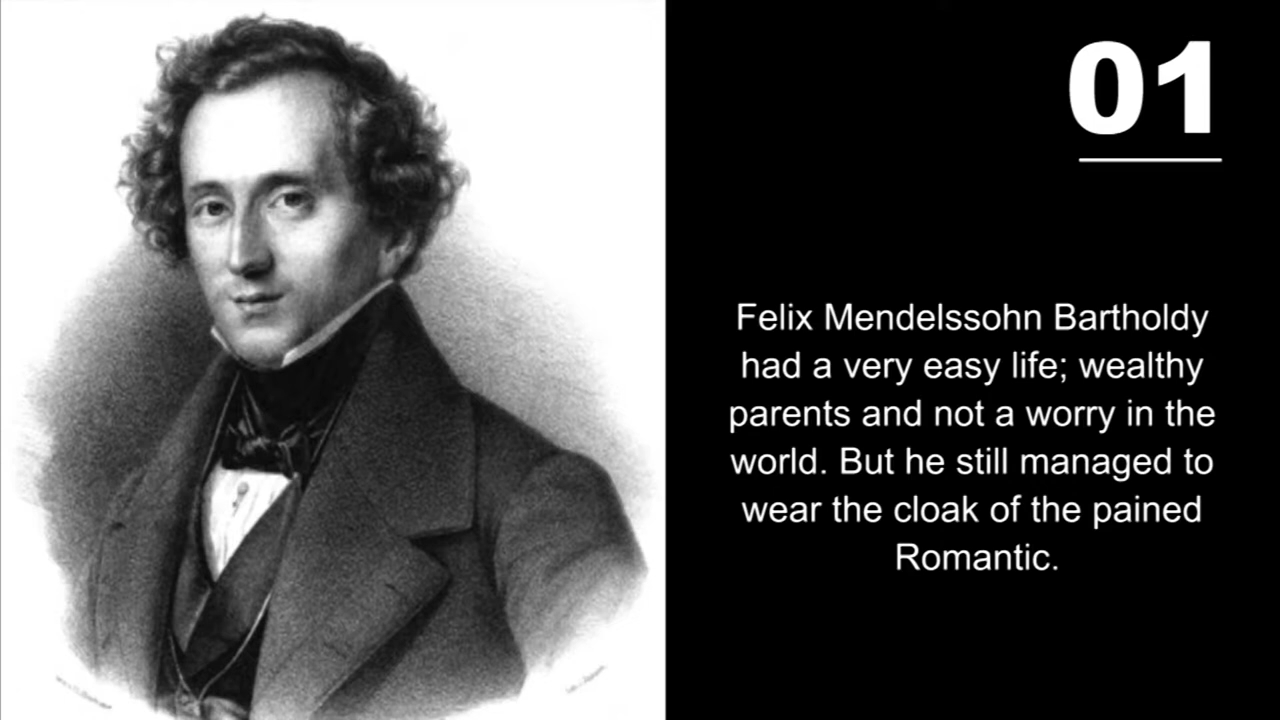 01
Felix Mendelssohn Bartholdy
had a very easy life; wealthy
parents and not a worry in the
world. But he still managed to
wear the cloak of the pained
Romantic.